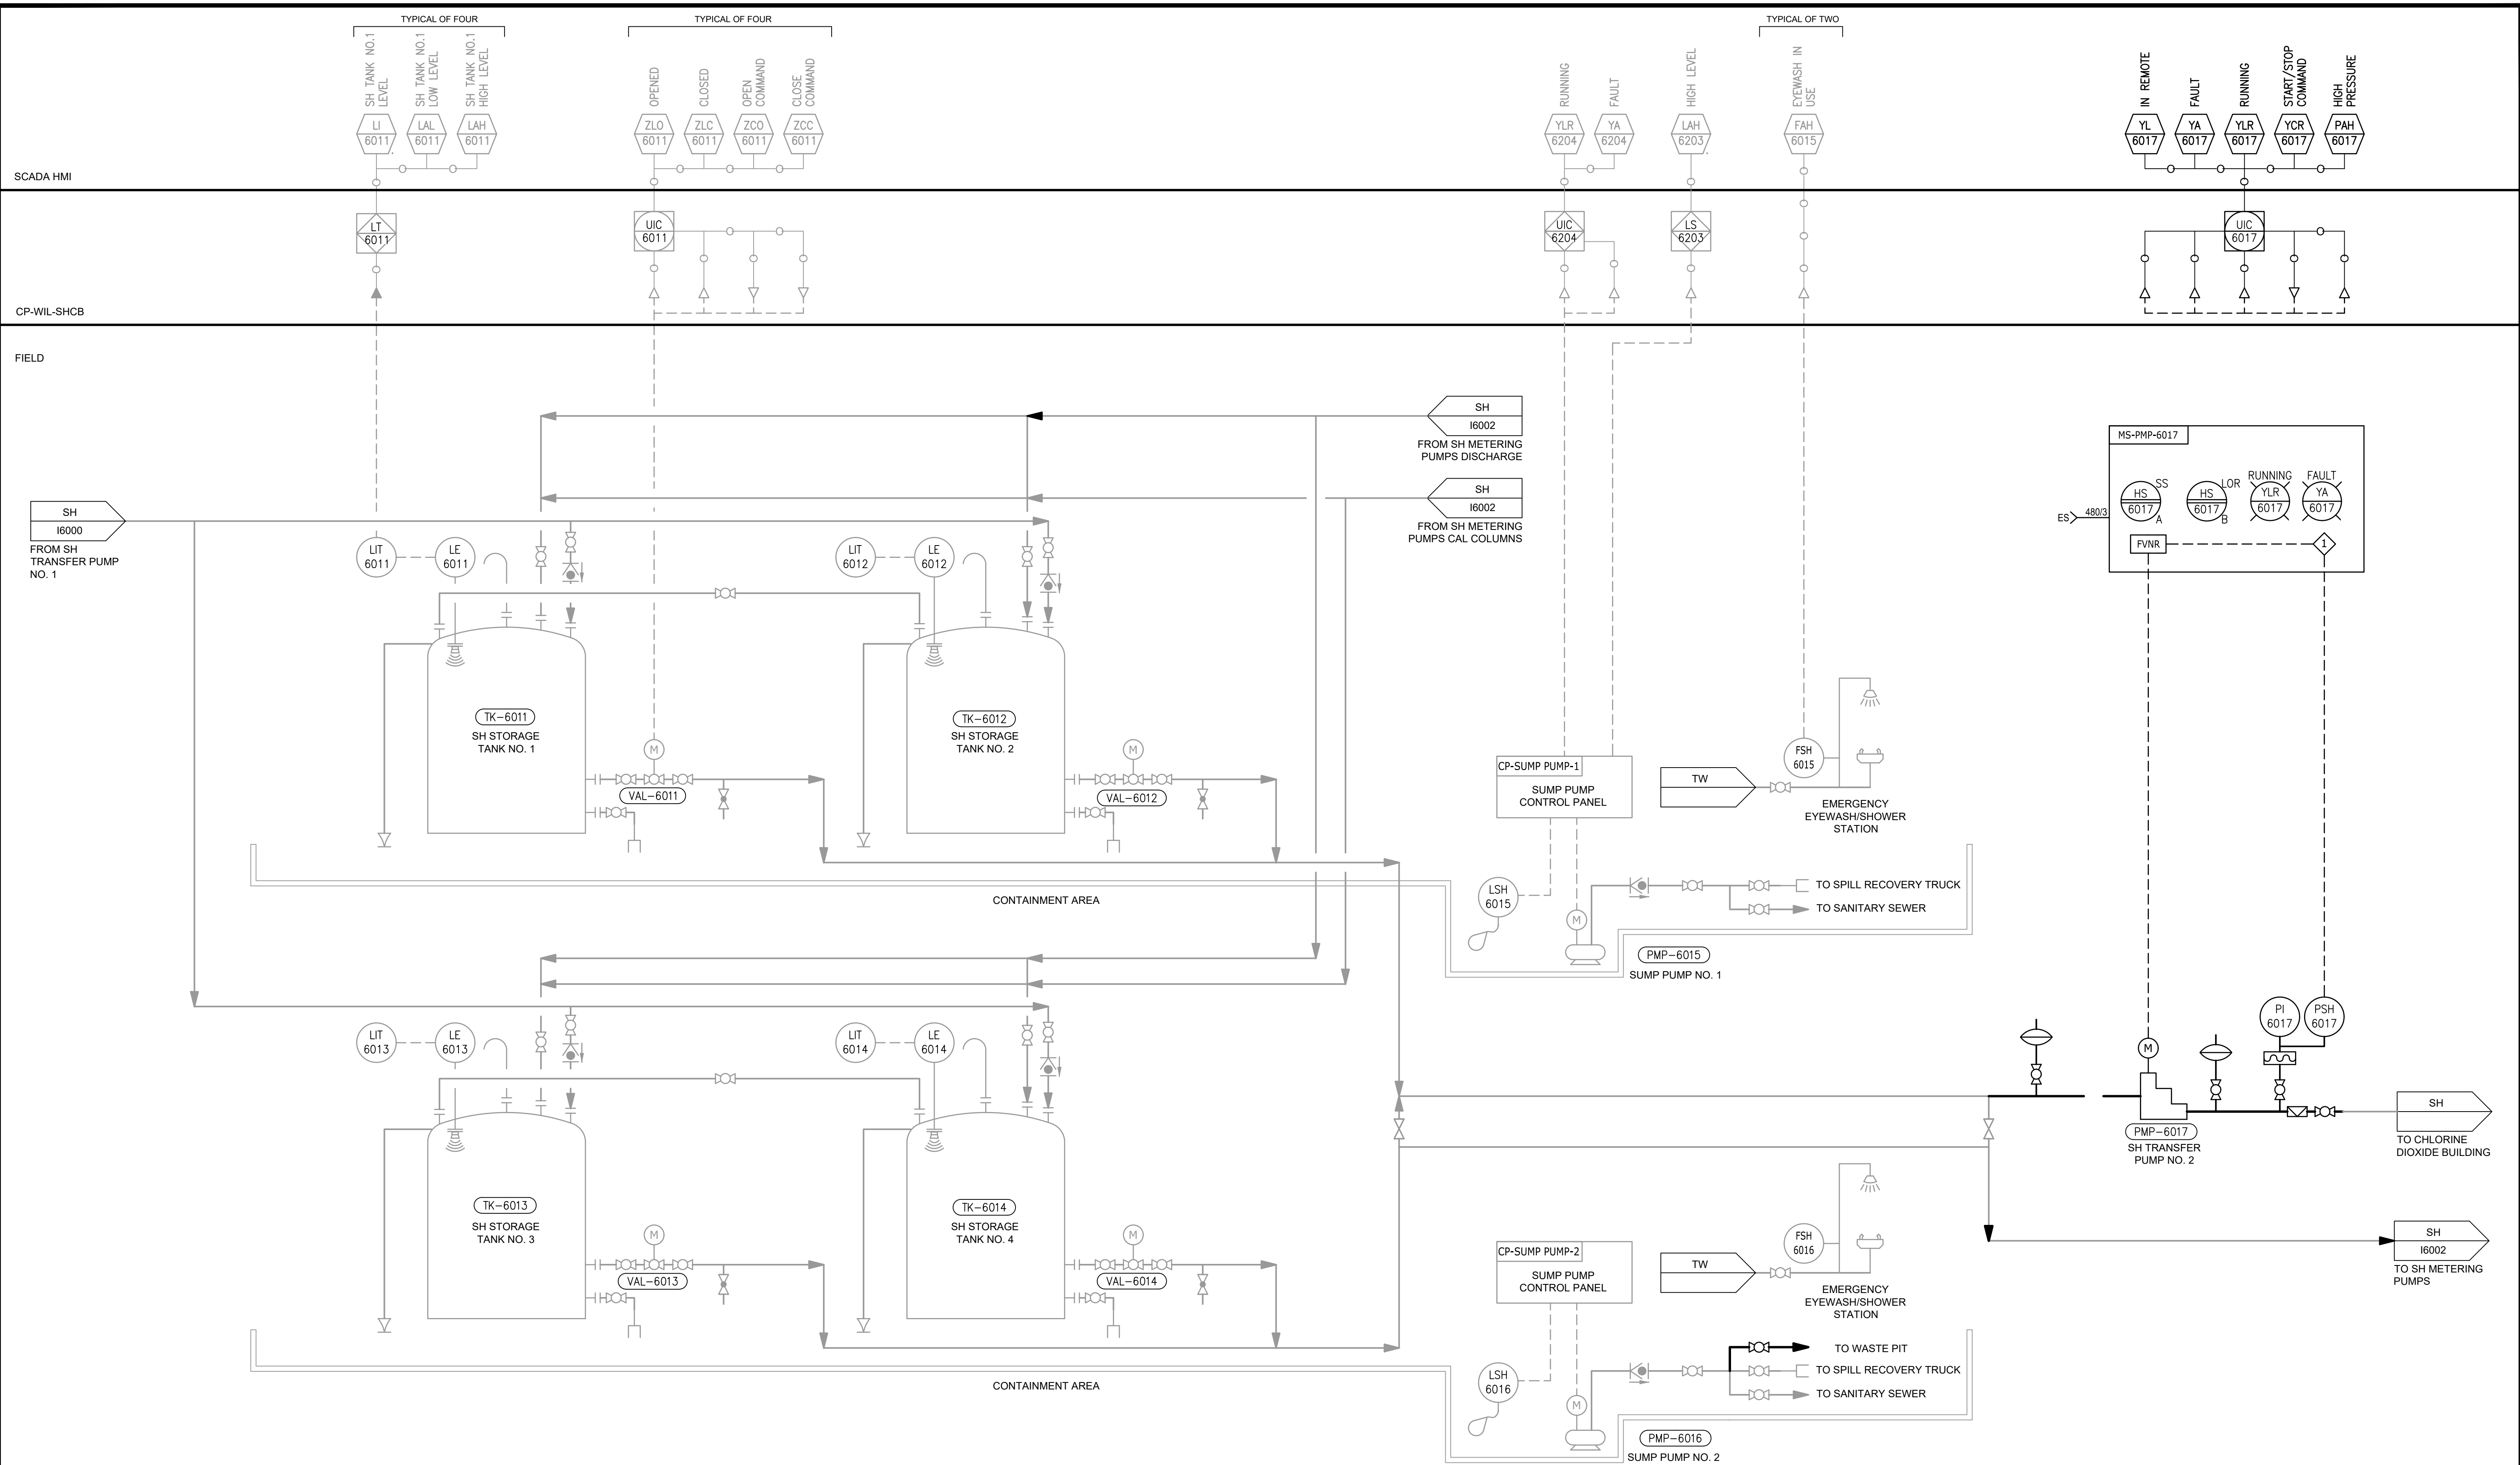 TYPICAL OF FOUR
TYPICAL OF FOUR
TYPICAL OF TWO
SH TANK NO.1
LEVEL
SH TANK NO.1
LOW LEVEL
SH TANK NO.1
HIGH LEVEL
OPENED
CLOSED
OPEN
COMMAND
CLOSE
COMMAND
RUNNING
FAULT
HIGH LEVEL
EYEWASH IN
USE
IN REMOTE
FAULT
RUNNING
START/STOP
COMMAND
HIGH
PRESSURE
LI
6011
LAL
6011
LAH
6011
ZLO
6011
ZLC
6011
ZCO
6011
ZCC
6011
YLR
6204
YA
6204
LAH
6203
FAH
6015
YL
6017
YA
6017
YLR
6017
YCR
6017
PAH
6017
SCADA HMI
LT
6011
UIC
6011
UIC
6204
LS
6203
UIC
6017
CP-WIL-SHCB
FIELD
SH
I6002
FROM SH METERING
PUMPS DISCHARGE
SH
I6002
FROM SH METERING
PUMPS CAL COLUMNS
SH
I6000
FROM SH
TRANSFER PUMP
NO. 1
MS-PMP-6017
HS
6017
SS
A
HS
6017
LOR
B
RUNNING
YLR
6017
FAULT
YA
6017
ES
480/3
FVNR
1
LIT
6011
LE
6011
LIT
6012
LE
6012
TK-6011
SH STORAGE
TANK NO. 1
M
VAL-6011
TK-6012
SH STORAGE
TANK NO. 2
M
VAL-6012
CP-SUMP PUMP-1
SUMP PUMP
CONTROL PANEL
TW
FSH
6015
EMERGENCY
EYEWASH/SHOWER
STATION
CONTAINMENT AREA
LSH
6015
M
TO SPILL RECOVERY TRUCK
TO SANITARY SEWER
PMP-6015
SUMP PUMP NO. 1
LIT
6013
LE
6013
LIT
6014
LE
6014
PI
6017
PSH
6017
M
PMP-6017
SH TRANSFER
PUMP NO. 2
SH
TO CHLORINE
DIOXIDE BUILDING
TK-6013
SH STORAGE
TANK NO. 3
M
VAL-6013
TK-6014
SH STORAGE
TANK NO. 4
M
VAL-6014
CP-SUMP PUMP-2
SUMP PUMP
CONTROL PANEL
TW
FSH
6016
EMERGENCY
EYEWASH/SHOWER
STATION
SH
I6002
TO SH METERING
PUMPS
CONTAINMENT AREA
LSH
6016
M
TO WASTE PIT
TO SPILL RECOVERY TRUCK
TO SANITARY SEWER
PMP-6016
SUMP PUMP NO. 2